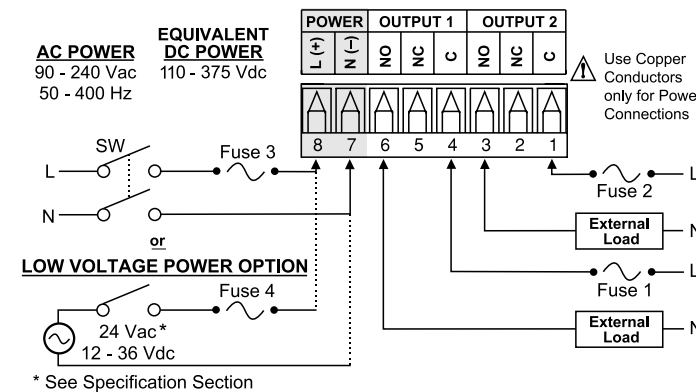 POWER OUTPUT 1 OUTPUT 2
L (+) N (–) NO NC C NO NC C
AC POWER
90 - 240 Vac
50 - 400 Hz
EQUIVALENT
DC POWER
110 - 375 Vdc
Use Copper
Conductors
only for Powe
Connections
8 7 6 5 4 3 2 1
SW
Fuse 3
L
N
or
LOW VOLTAGE POWER OPTION
Fuse 4
24 Vac*
12 - 36 Vdc
* See Specification Section
L
Fuse 2
External
Load
N
L
Fuse 1
External
Load
N